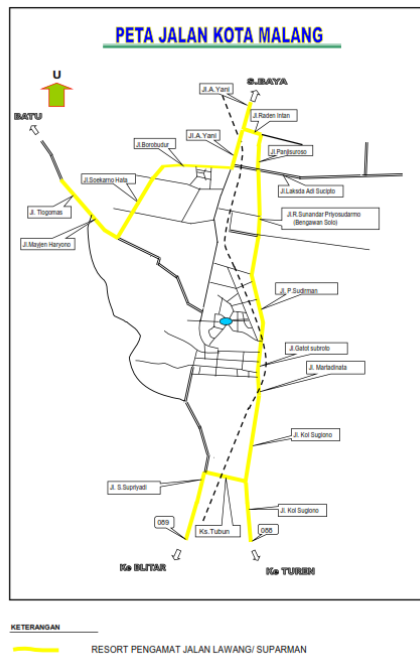 PETA JALAN KOTA MALANG
U
S.BAYA
Jl.A.Yani
BATU
Jl.Raden Intan
Jl.A.Yani
Jl.Borobudur
Jl.Panjisuroso
Jl.Soekarno Hata
Jl.Laksda Adi Sucipto
Jl. Tlogomas
Jl.R.Sunandar Priyosudarmo
(Bengawan Solo)
Jl.Mayjen Haryono
Jl. P.Sudirman
Jl.Gatot subroto
Jl. Martadinata
Jl. Kol Sugiono
Jl. S.Supriyadi
Jl. Kol Sugiono
089
Ks.Tubun
088
Ke BLITAR
Ke TUREN
KETERANGAN
RESORT PENGAMAT JALAN LAWANG/ SUPARMAN